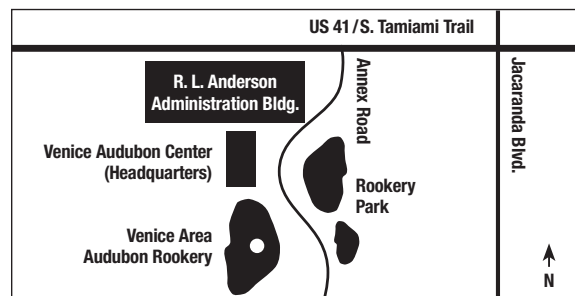 US 41/S. Tamiami Trail
R. L. Anderson
Administration Bldg.
Annex Road
Jacaranda Blvd.
Venice Audubon Center
(Headquarters)
Rookery
Park
Venice Area
Audubon Rookery
N